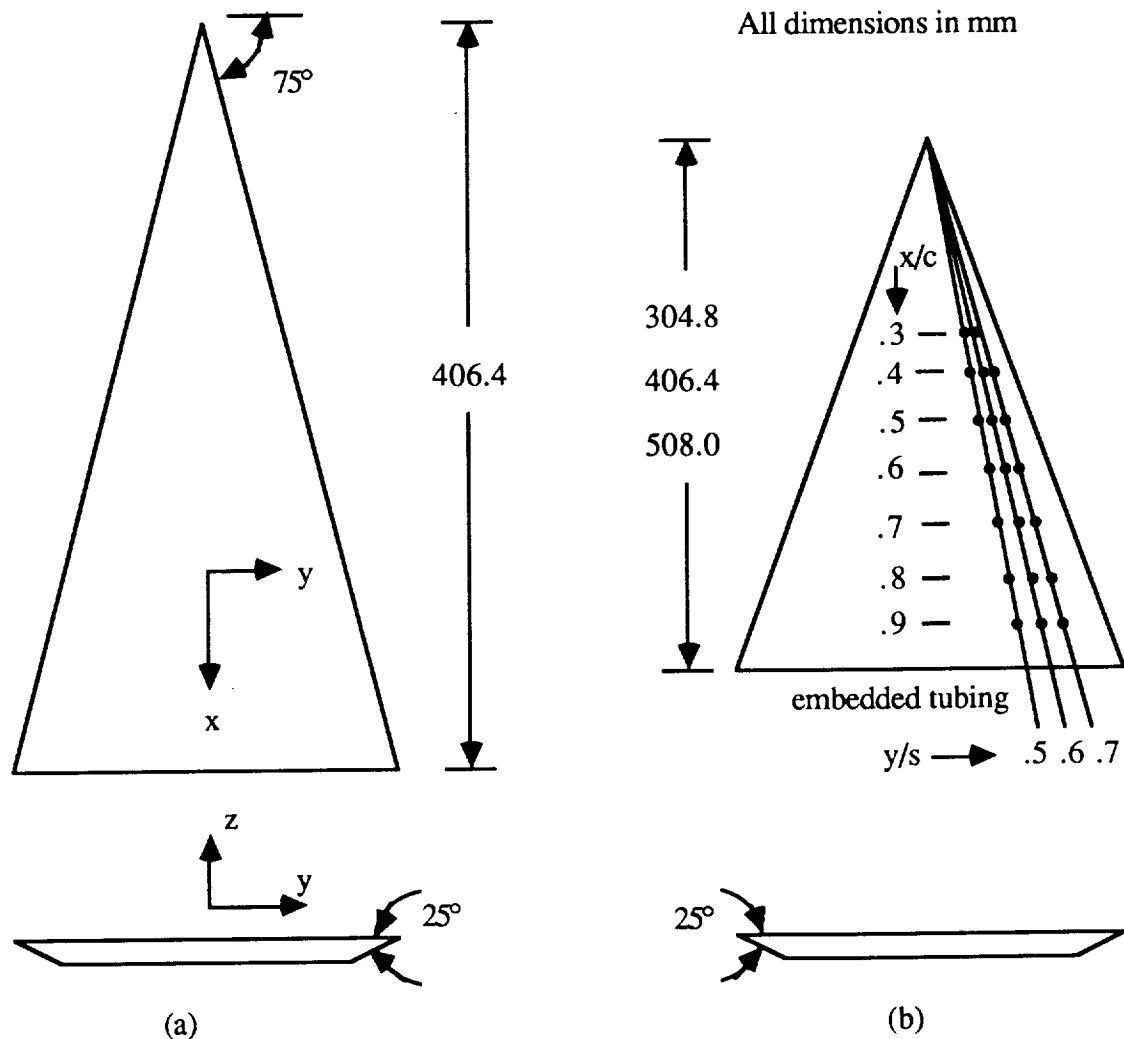 All dimensions in mm
75°
406.4
y
x
z
y
25°
(a)
304.8
406.4
508.0
x/c
.3
.4
.5
.6
.7
.8
.9
embedded tubing
y/s
.5 .6 .7
25°
(b)